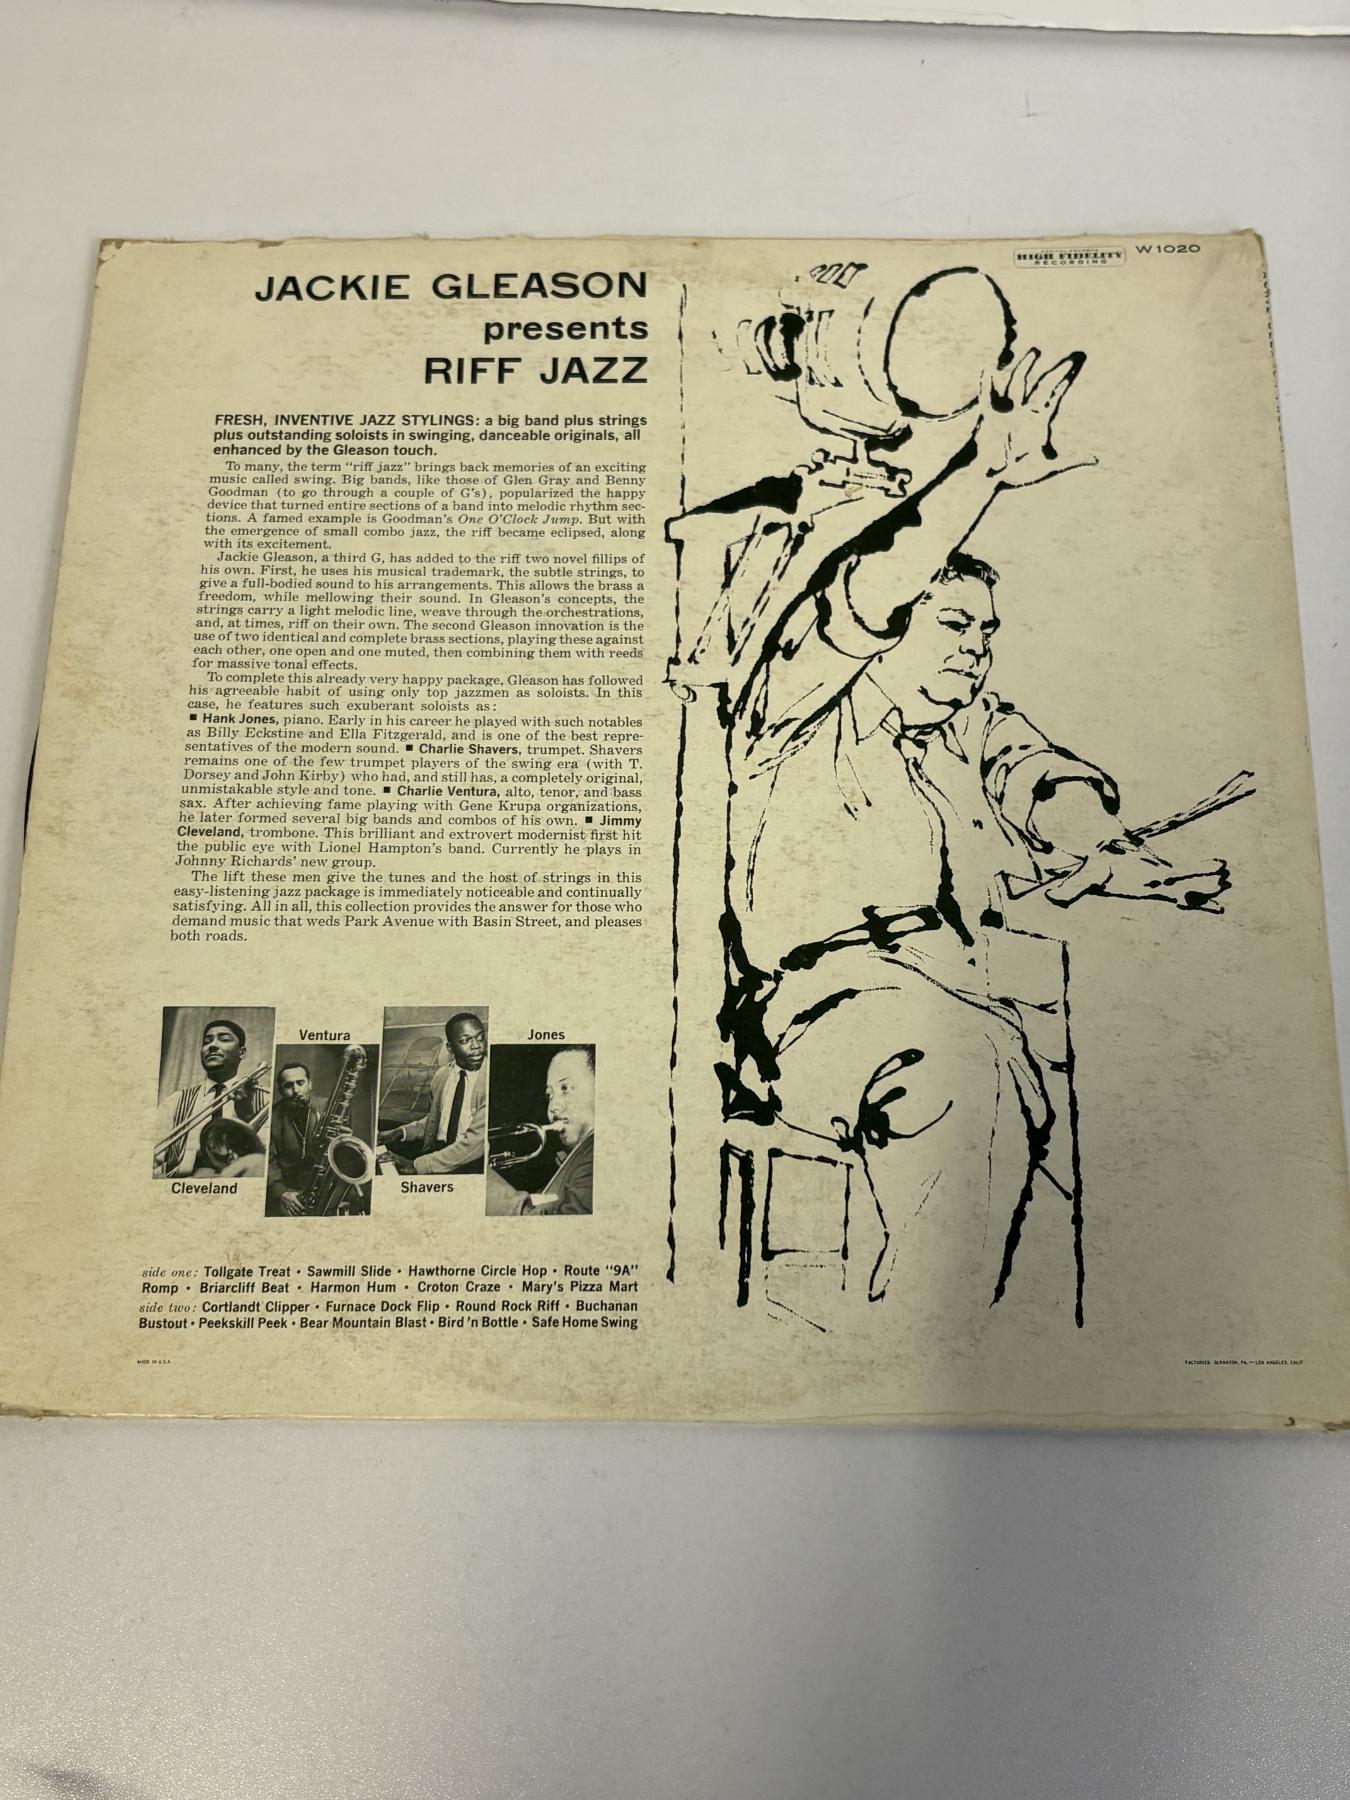 HIGH FIDELITY
RECORDING
W 1020
JACKIE GLEASON
presents
RIFF JAZZ
FRESH, INVENTIVE JAZZ STYLINGS: a big band plus strings
plus outstanding soloists in swinging, danceable originals, all
enhanced by the Gleason touch.
To many, the term "riff jazz" brings back memories of an exciting
music called swing. Big bands, like those of Glen Gray and Benny
Goodman (to go through a couple of G's), popularized the happy
device that turned entire sections of a band into melodic rhythm sec-
tions. A famed example is Goodman's One O'Clock Jump. But with
the emergence of small combo jazz, the riff became eclipsed, along
with its excitement.
Jackie Gleason, a third G, has added to the riff two novel fillips of
his own. First, he uses his musical trademark, the subtle strings, to
give a full-bodied sound to his arrangements. This allows the brass a
freedom, while mellowing their sound. In Gleason's concepts, the
strings carry a light melodic line, weave through the orchestrations,
and, at times, riff on their own. The second Gleason innovation is the
use of two identical and complete brass sections, playing these against
each other, one open and one muted, then combining them with reeds
for massive tonal effects.
To complete this already very happy package, Gleason has followed
his agreeable habit of using only top jazzmen as soloists. In this
case, he features such exuberant soloists as:
■ Hank Jones, piano. Early in his career he played with such notables
as Billy Eckstine and Ella Fitzgerald, and is one of the best repre-
sentatives of the modern sound. ■ Charlie Shavers, trumpet. Shavers
remains one of the few trumpet players of the swing era (with T.
Dorsey and John Kirby) who had, and still has, a completely original,
unmistakable style and tone. ■ Charlie Ventura, alto, tenor, and bass
sax. After achieving fame playing with Gene Krupa organizations,
he later formed several big bands and combos of his own. ■ Jimmy
Cleveland, trombone. This brilliant and extrovert modernist first hit
the public eye with Lionel Hampton's band. Currently he plays in
Johnny Richards' new group.
The lift these men give the tunes and the host of strings in this
easy-listening jazz package is immediately noticeable and continually
satisfying. All in all, this collection provides the answer for those who
demand music that weds Park Avenue with Basin Street, and pleases
both roads.
Ventura
Jones
Cleveland
Shavers
side one: Tollgate Treat • Sawmill Slide • Hawthorne Circle Hop • Route "9A"
Romp • Briarcliff Beat • Harmon Hum • Croton Craze • Mary's Pizza Mart
side two: Cortlandt Clipper • Furnace Dock Flip • Round Rock Riff • Buchanan
Bustout • Peekskill Peek • Bear Mountain Blast • Bird 'n Bottle • Safe Home Swing
MADE IN U.S.A.
FACTORIES: SCRANTON, PA. — LOS ANGELES, CALIF.